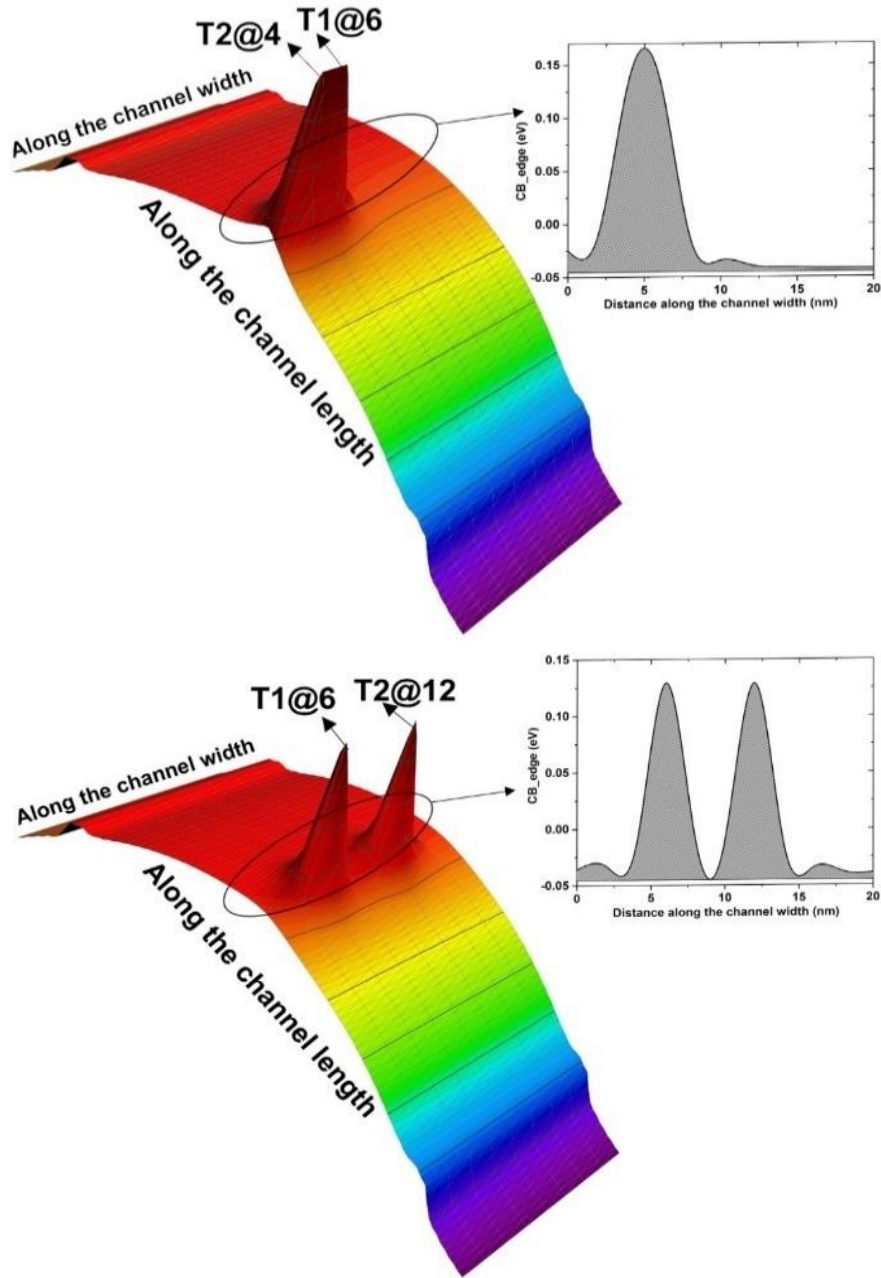 T2@4
T1@6
Along the channel width
Along the channel length
CB_edge (eV)
0.15
0.10
0.05
0.00
-0.05
0
5
10
15
20
Distance along the channel width (nm)
T1@6
T2@12
Along the channel width
Along the channel length
CB_edge (eV)
0.15
0.10
0.05
0.00
-0.05
0
5
10
15
20
Distance along the channel width (nm)